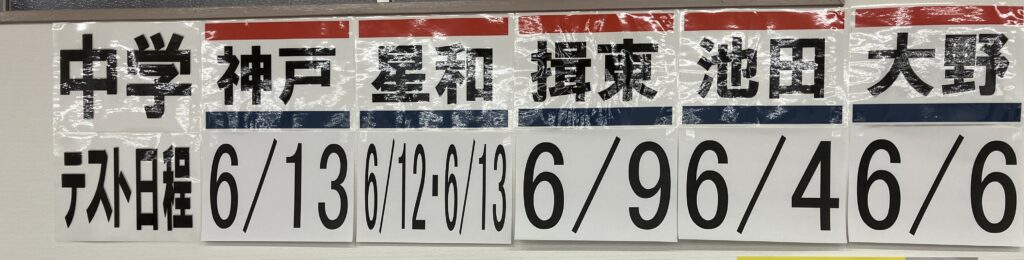 中学 神戸 星和 揖東 池田 大野
テスト日程 6/13 6/12・6/13 6/9 6/4 6/6